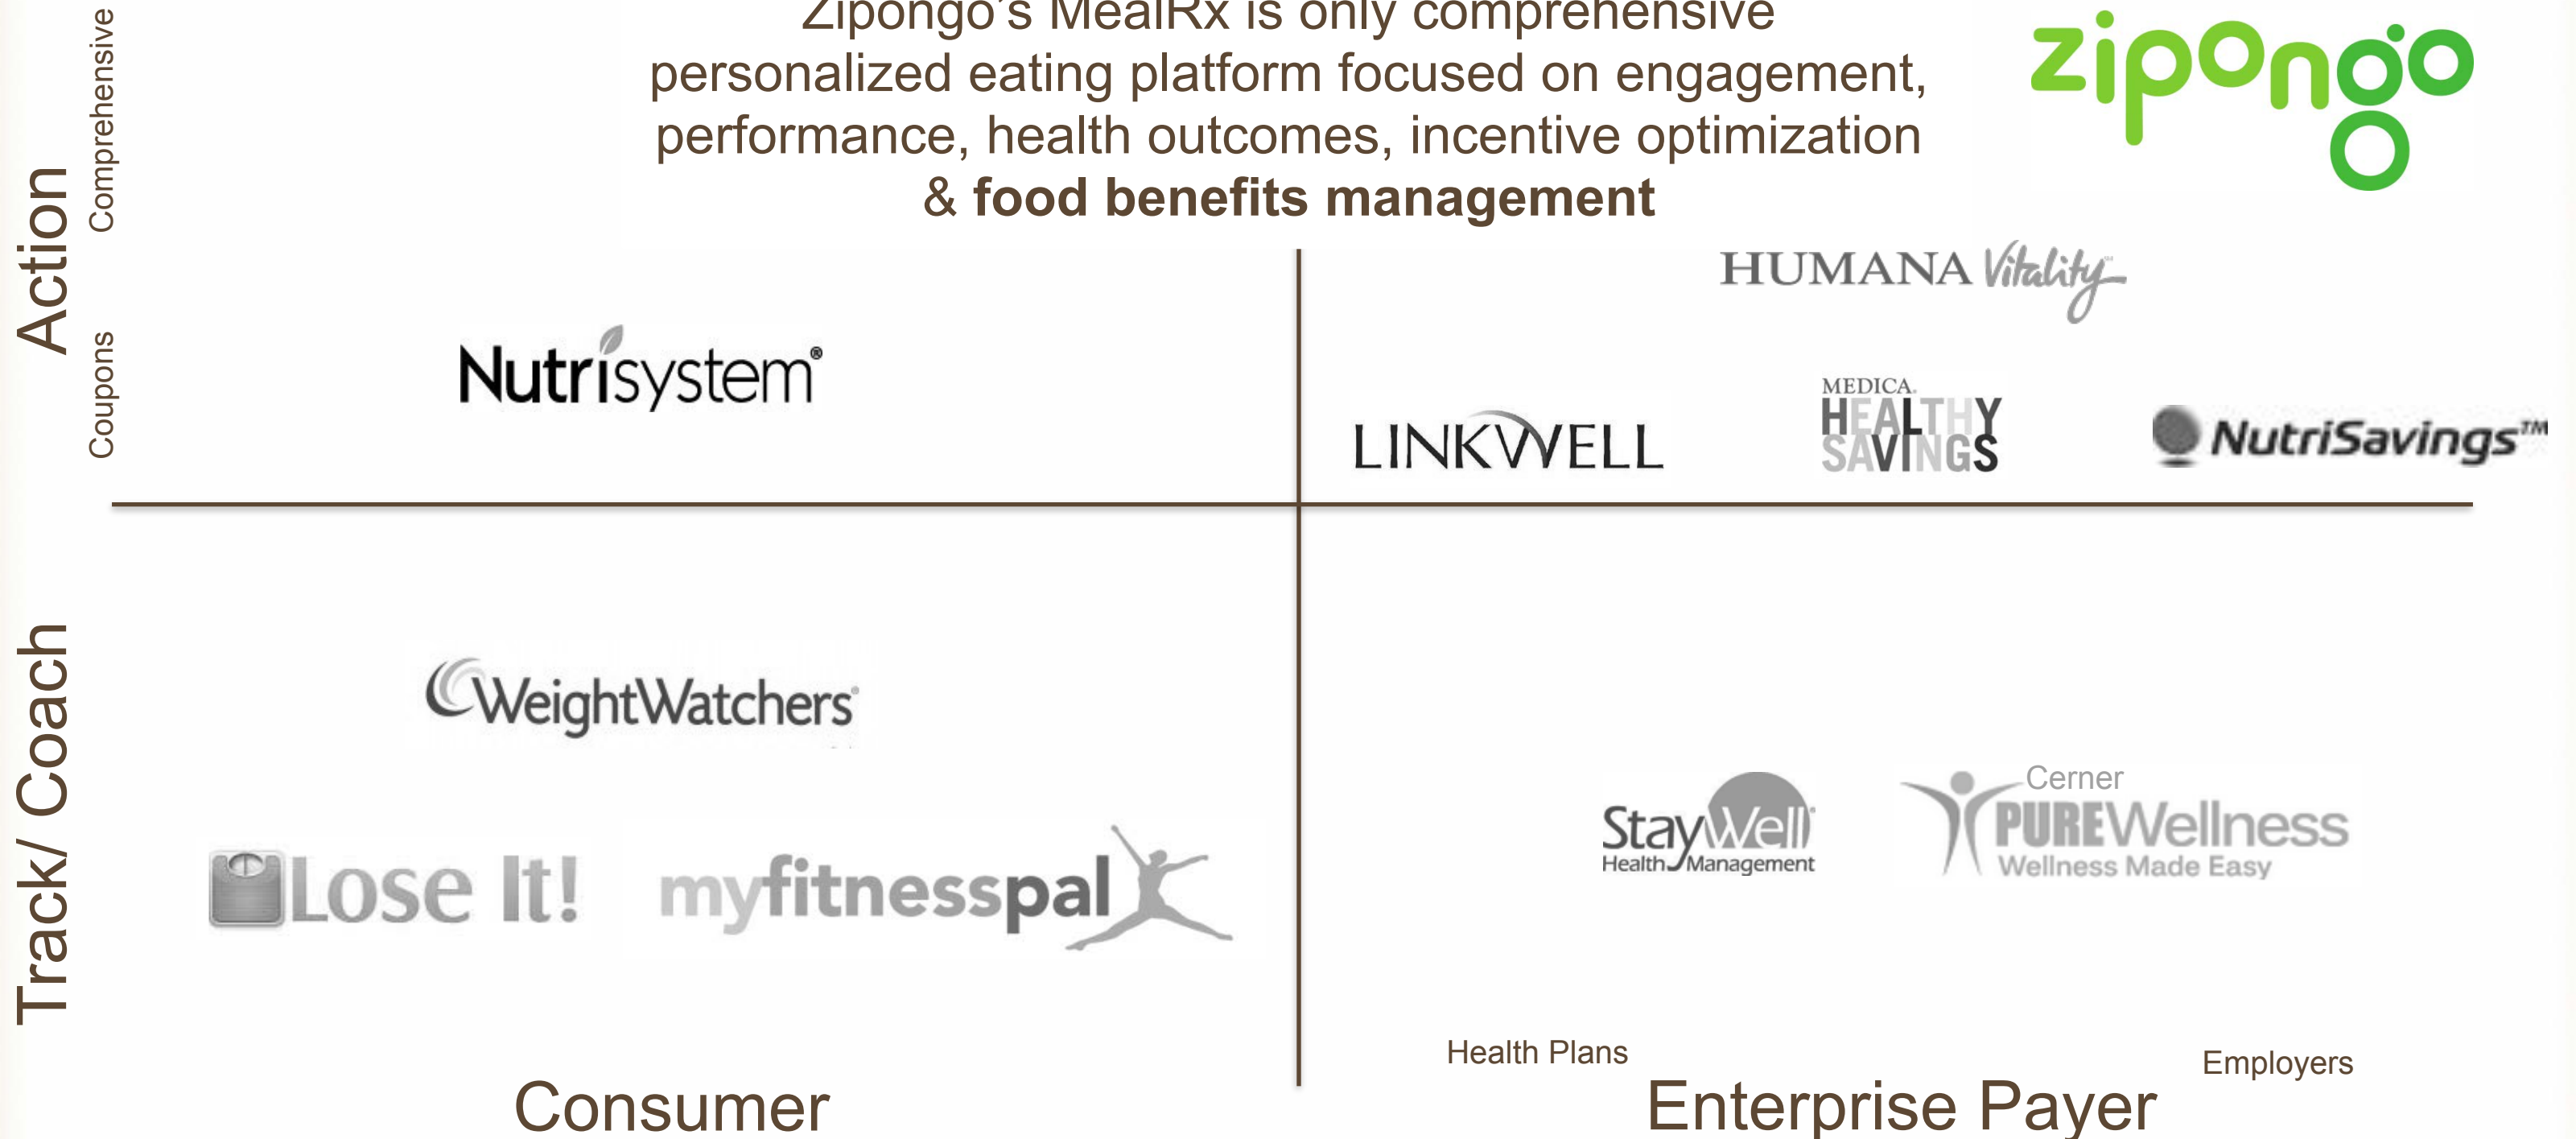 Zipongo's MealRx is only comprehensive
personalized eating platform focused on engagement,
performance, health outcomes, incentive optimization
& food benefits management
zipongo
Action
Comprehensive
Coupons
HUMANA Vitality
Nutrisystem®
LINKWELL
MEDICA.
HEALTHY
SAVINGS
NutriSavings™
Track/ Coach
WeightWatchers®
Lose It!
myfitnesspal
StayWell®
Health Management
Cerner
PUREWellness
Wellness Made Easy
Health Plans
Employers
Consumer
Enterprise Payer